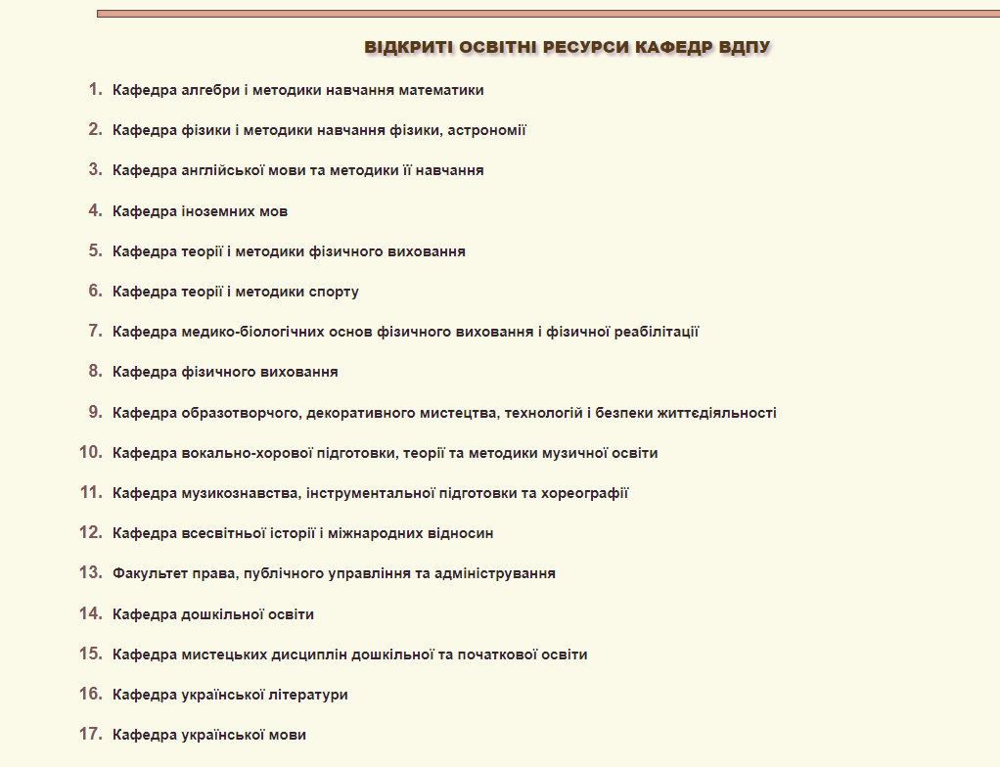 ВІДКРИТІ ОСВІТНІ РЕСУРСИ КАФЕДР ВДПУ
1. Кафедра алгебри і методики навчання математики
2. Кафедра фізики і методики навчання фізики, астрономії
3. Кафедра англійської мови та методики її навчання
4. Кафедра іноземних мов
5. Кафедра теорії і методики фізичного виховання
6. Кафедра теорії і методики спорту
7. Кафедра медико-біологічних основ фізичного виховання і фізичної реабілітації
8. Кафедра фізичного виховання
9. Кафедра образотворчого, декоративного мистецтва, технологій і безпеки життєдіяльності
10. Кафедра вокально-хорової підготовки, теорії та методики музичної освіти
11. Кафедра музикознавства, інструментальної підготовки та хореографії
12. Кафедра всесвітньої історії і міжнародних відносин
13. Факультет права, публічного управління та адміністрування
14. Кафедра дошкільної освіти
15. Кафедра мистецьких дисциплін дошкільної та початкової освіти
16. Кафедра української літератури
17. Кафедра української мови